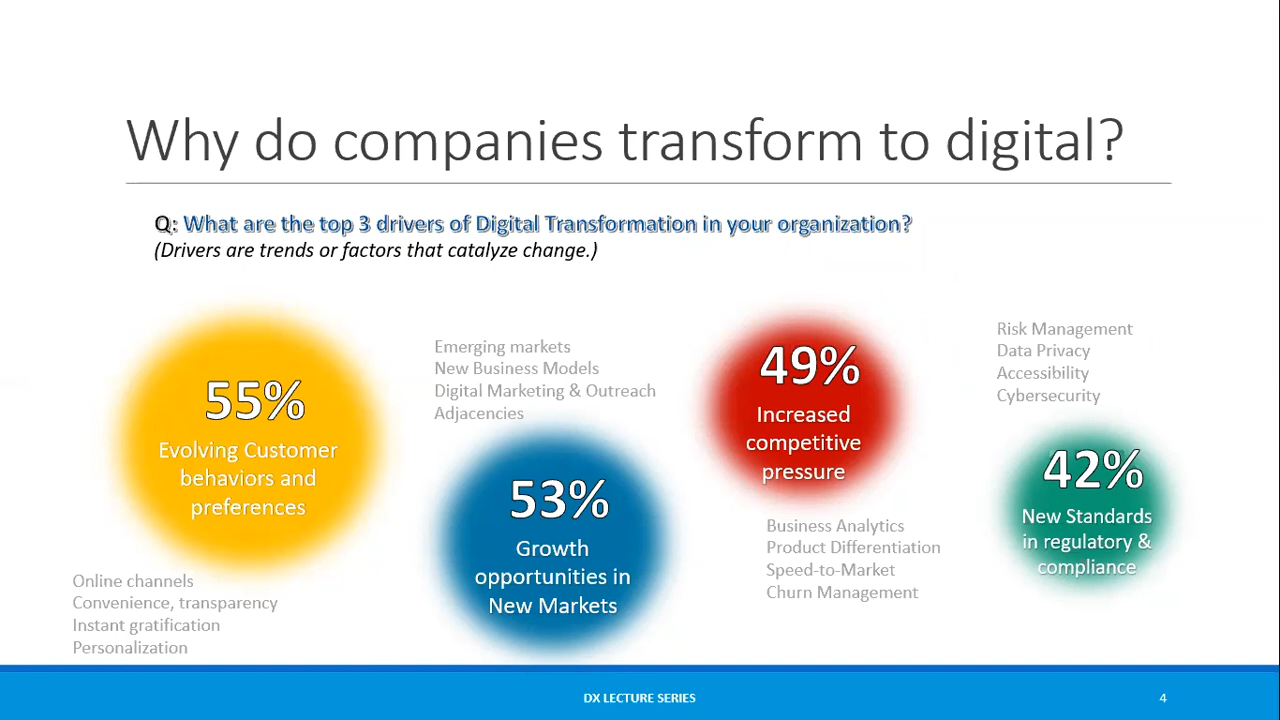 Why do companies transform to digital?
Q: What are the top 3 drivers of Digital Transformation in your organization?
(Drivers are trends or factors that catalyze change.)
55%
Evolving Customer
behaviors and
preferences
Online channels
Convenience, transparency
Instant gratification
Personalization
Emerging markets
New Business Models
Digital Marketing & Outreach
Adjacencies
53%
Growth
opportunities in
New Markets
49%
Increased
competitive
pressure
Business Analytics
Product Differentiation
Speed-to-Market
Churn Management
Risk Management
Data Privacy
Accessibility
Cybersecurity
42%
New Standards
in regulatory &
compliance
DX LECTURE SERIES
4